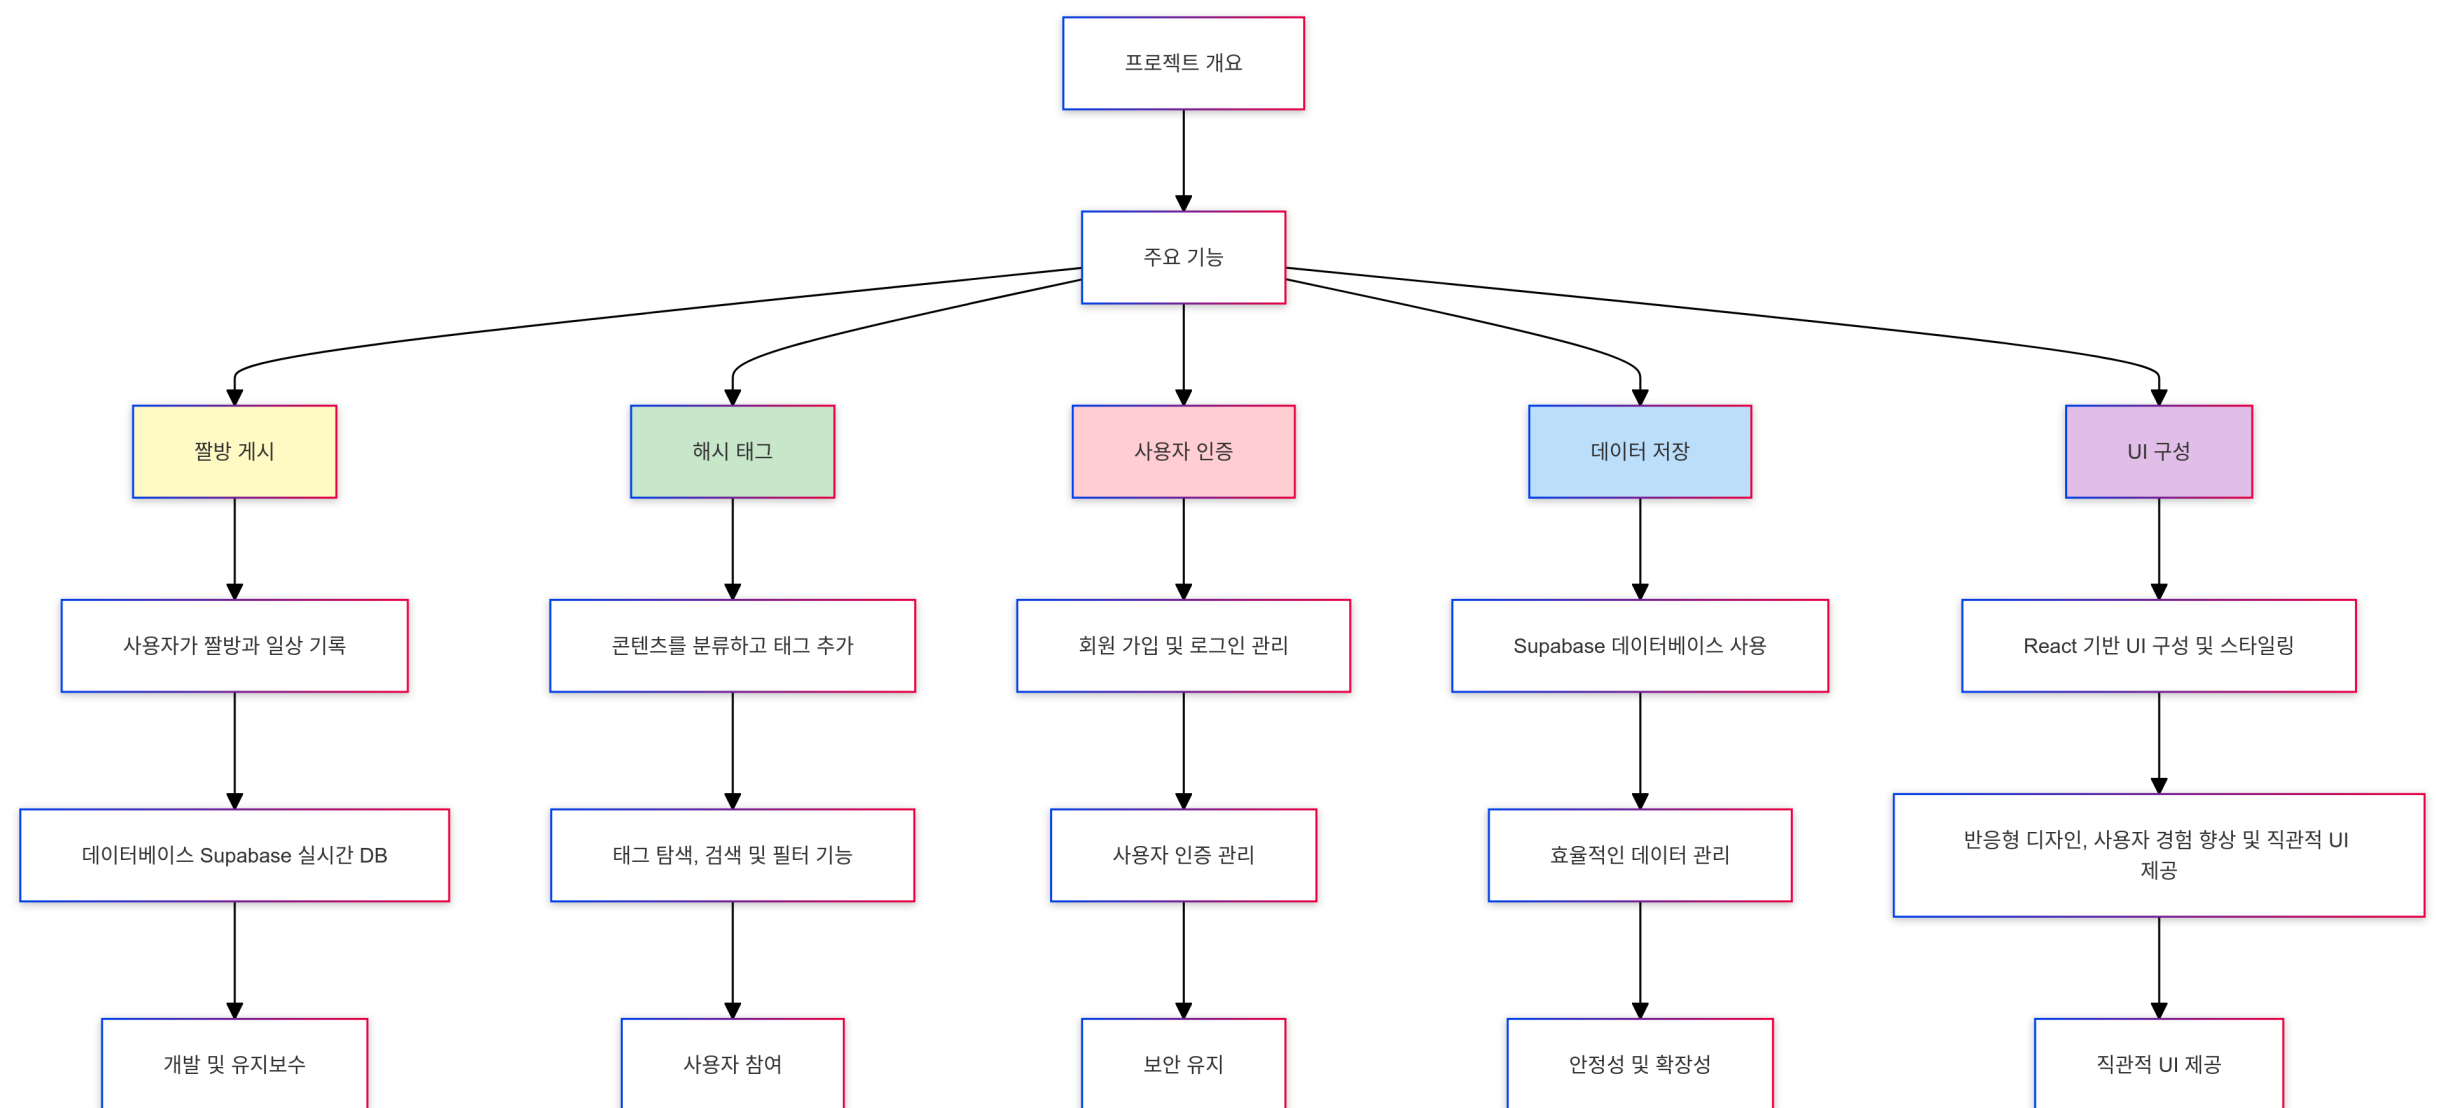 프로젝트 개요
주요 기능
짤방 게시
해시 태그
사용자 인증
데이터 저장
UI 구성
사용자가 짤방과 일상 기록
콘텐츠를 분류하고 태그 추가
회원 가입 및 로그인 관리
Supabase 데이터베이스 사용
React 기반 UI 구성 및 스타일링
데이터베이스 Supabase 실시간 DB
태그 탐색, 검색 및 필터 기능
사용자 인증 관리
효율적인 데이터 관리
반응형 디자인, 사용자 경험 향상 및 직관적 UI
제공
개발 및 유지보수
사용자 참여
보안 유지
안정성 및 확장성
직관적 UI 제공